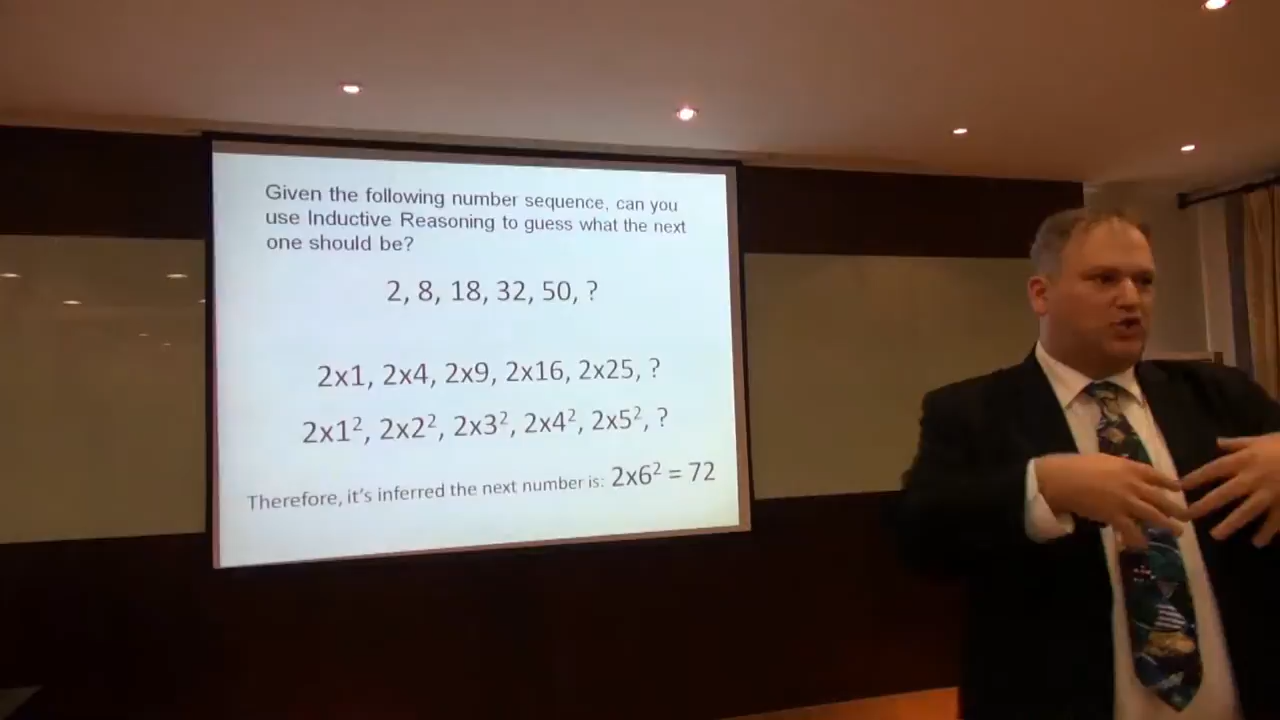 Given the following number sequence, can you
use Inductive Reasoning to guess what the next
one should be?
2, 8, 18, 32, 50, ?
2x1, 2x4, 2x9, 2x16, 2x25, ?
2x1², 2x2², 2x3², 2x4², 2x5², ?
Therefore, it's inferred the next number is: 2x6² = 72